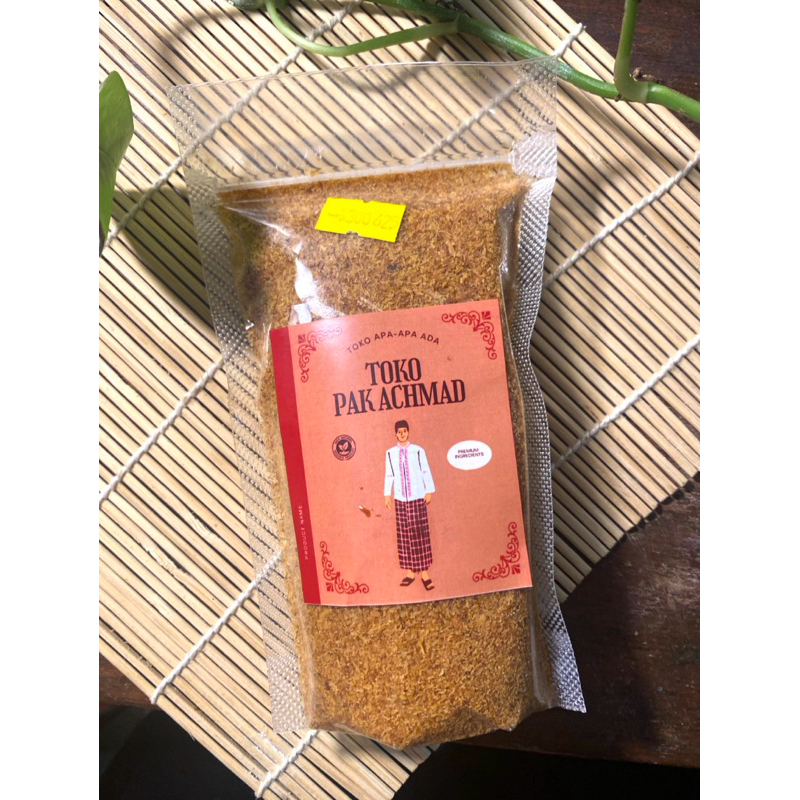 TOKO APA-APA ADA
TOKO
PAK ACHMAD
PREMIUM
INGREDIENTS
PRODUCT NAME